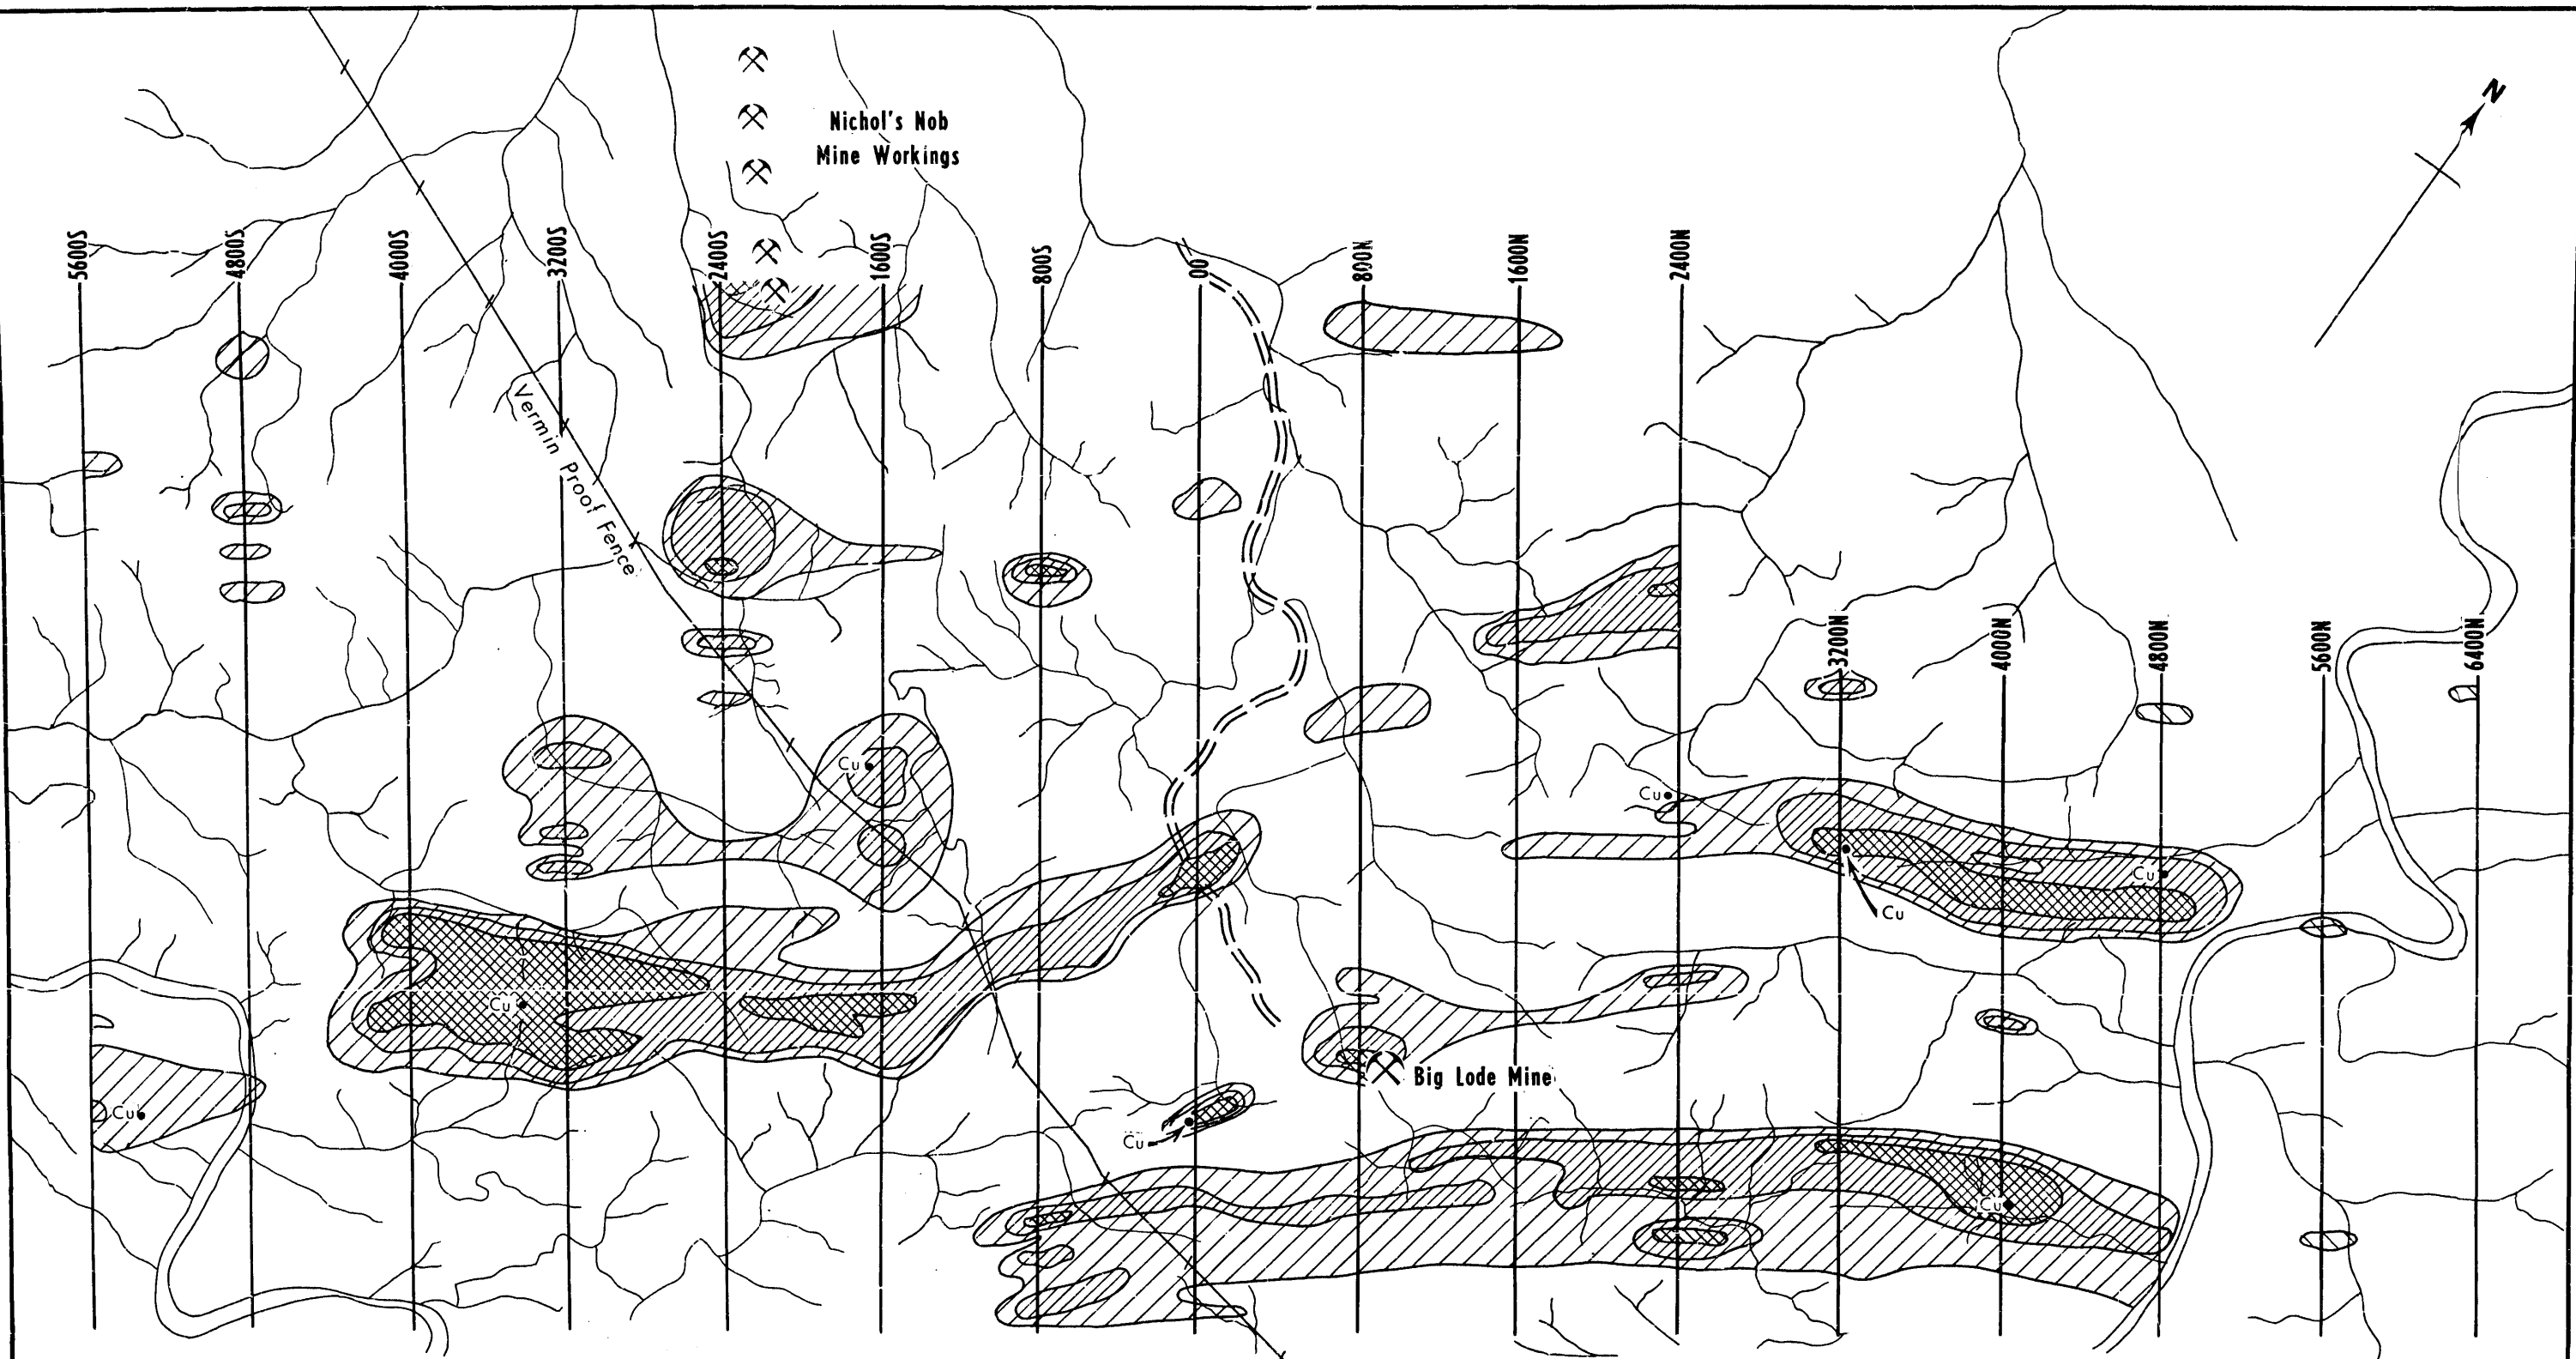 N
Nichol's Nob
Mine Workings
5600S
4800S
4000S
3200S
2400S
1600S
800S
00
800N
1600N
2400N
Vermin Proof Fence
3200N
4000N
4800N
5600N
6400N
Cu
Cu
Cu
Cu
Cu
Cu
Big Lode Mine
Cu
Cu
Cu